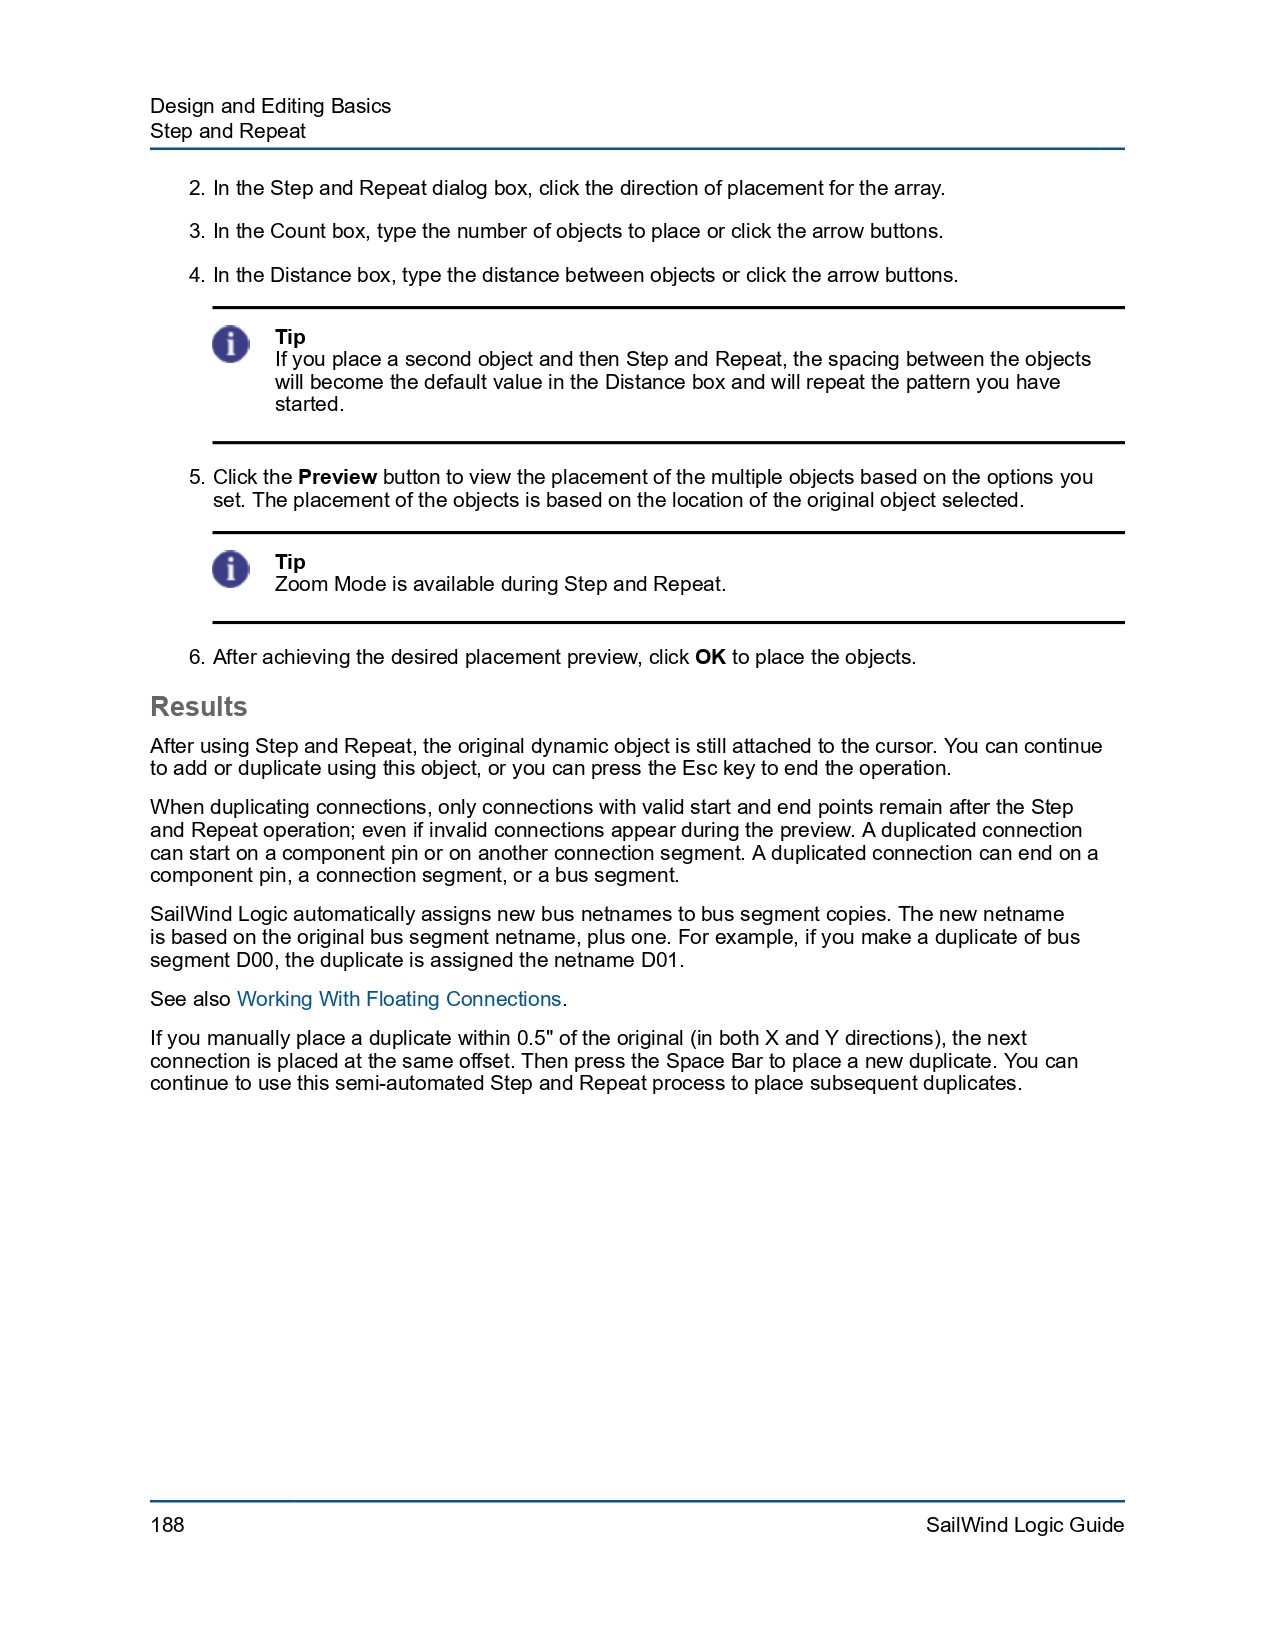 Design and Editing Basics
Step and Repeat
2. In the Step and Repeat dialog box, click the direction of placement for the array.
3. In the Count box, type the number of objects to place or click the arrow buttons.
4. In the Distance box, type the distance between objects or click the arrow buttons.
i
Tip
If you place a second object and then Step and Repeat, the spacing between the objects
will become the default value in the Distance box and will repeat the pattern you have
started.
5. Click the Preview button to view the placement of the multiple objects based on the options you
set. The placement of the objects is based on the location of the original object selected.
i
Tip
Zoom Mode is available during Step and Repeat.
6. After achieving the desired placement preview, click OK to place the objects.
Results
After using Step and Repeat, the original dynamic object is still attached to the cursor. You can continue
to add or duplicate using this object, or you can press the Esc key to end the operation.
When duplicating connections, only connections with valid start and end points remain after the Step
and Repeat operation; even if invalid connections appear during the preview. A duplicated connection
can start on a component pin or on another connection segment. A duplicated connection can end on a
component pin, a connection segment, or a bus segment.
SailWind Logic automatically assigns new bus netnames to bus segment copies. The new netname
is based on the original bus segment netname, plus one. For example, if you make a duplicate of bus
segment D00, the duplicate is assigned the netname D01.
See also Working With Floating Connections.
If you manually place a duplicate within 0.5" of the original (in both X and Y directions), the next
connection is placed at the same offset. Then press the Space Bar to place a new duplicate. You can
continue to use this semi-automated Step and Repeat process to place subsequent duplicates.
188
SailWind Logic Guide